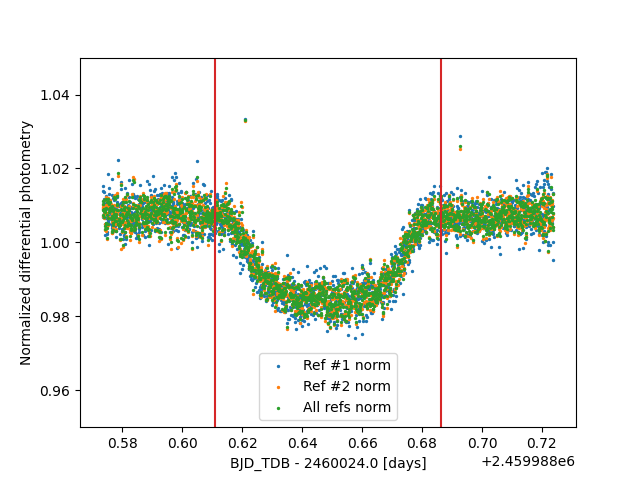 1.04
1.02
1.00
0.98
0.96
Normalized differential photometry
Ref #1 norm
Ref #2 norm
All refs norm
0.58 0.60 0.62 0.64 0.66 0.68 0.70 0.72
BJD_TDB - 2460024.0 [days]
+2.459988e6